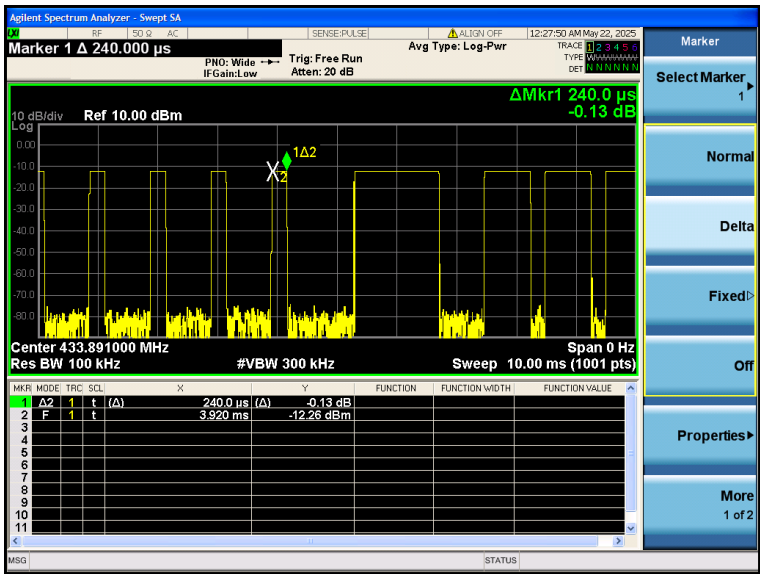 Agilent Spectrum Analyzer - Swept SA
LXI RF 50 Ω AC SENSE:PULSE ALIGN OFF 12:27:50 AM May 22, 2025
Marker 1 Δ 240.000 µs
PNO: Wide
IFGain:Low
Trig: Free Run
Atten: 20 dB
Avg Type: Log-Pwr
TRACE 1 2 3 4 5 6
TYPE W
DET N N N N N N
ΔMkr1 240.0 µs
-0.13 dB
10 dB/div Ref 10.00 dBm
Log
0.00
-10.0
-20.0
-30.0
-40.0
-50.0
-60.0
-70.0
-80.0
1Δ2
X2
Center 433.891000 MHz Span 0 Hz
Res BW 100 kHz #VBW 300 kHz Sweep 10.00 ms (1001 pts)
MKR MODE TRC SCL X Y FUNCTION FUNCTION WIDTH FUNCTION VALUE
1 Δ2 1 t (Δ) 240.0 µs (Δ) -0.13 dB
2 F 1 t 3.920 ms -12.26 dBm
3
4
5
6
7
8
9
10
11
MSG STATUS
Marker
Select Marker
1
Normal
Delta
Fixed
Off
Properties
More
1 of 2